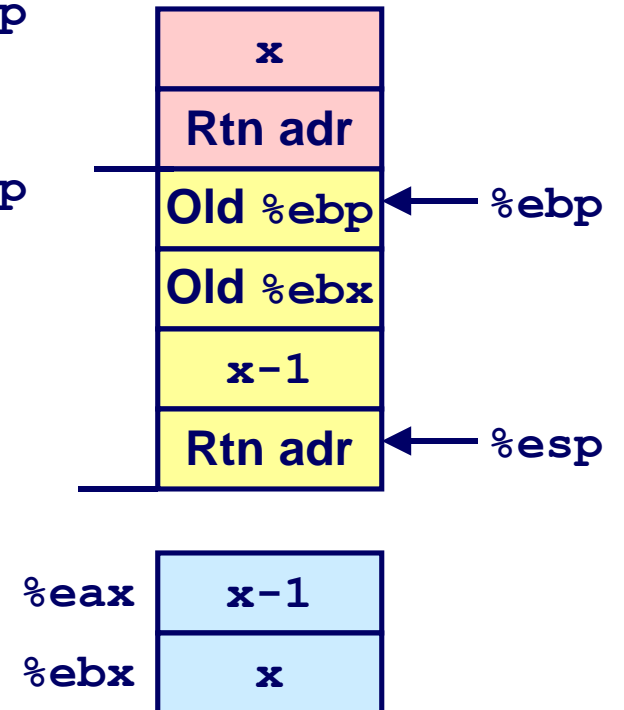 p
x
Rtn adr
p
Old %ebp %ebp
Old %ebx
x-1
Rtn adr %esp
%eax x-1
%ebx x